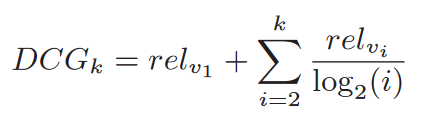 $DCG_k = rel_{v_1} + \sum_{i=2}^{k} \frac{rel_{v_i}}{\log_2(i)}$